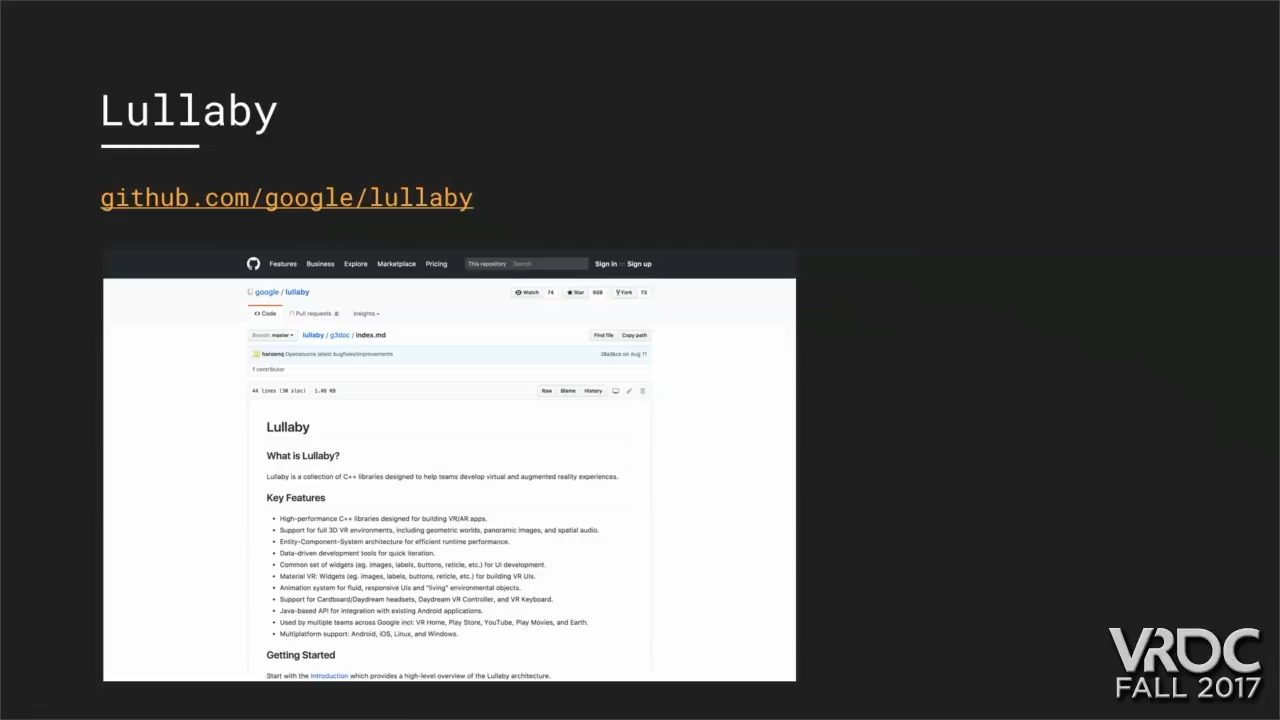 Lullaby
github.com/google/lullaby
Features Business Explore Marketplace Pricing This repository Search Sign in or Sign up
google / lullaby Watch 74 Star 608 Fork 73
<> Code Pull requests 0 Insights
Branch: master lullaby / g3doc / index.md Find file Copy path
haroonq Opensource latest bugfixes/improvements on Aug 11
1 contributor
44 lines (30 sloc) 1.48 KB Raw Blame History
Lullaby
What is Lullaby?
Lullaby is a collection of C++ libraries designed to help teams develop virtual and augmented reality experiences.
Key Features
• High-performance C++ libraries designed for building VR/AR apps.
• Support for full 3D VR environments, including geometric worlds, panoramic images, and spatial audio.
• Entity-Component-System architecture for efficient runtime performance.
• Data-driven development tools for quick iteration.
• Common set of widgets (eg. images, labels, buttons, reticle, etc.) for UI development.
• Material VR: Widgets (eg. images, labels, buttons, reticle, etc.) for building VR UIs.
• Animation system for fluid, responsive UIs and "living" environmental objects.
• Support for Cardboard/Daydream headsets, Daydream VR Controller, and VR Keyboard.
• Java-based API for integration with existing Android applications.
• Used by multiple teams across Google incl: VR Home, Play Store, YouTube, Play Movies, and Earth.
• Multiplatform support: Android, iOS, Linux, and Windows.
Getting Started
Start with the introduction which provides a high-level overview of the Lullaby architecture.
VRDC
FALL 2017